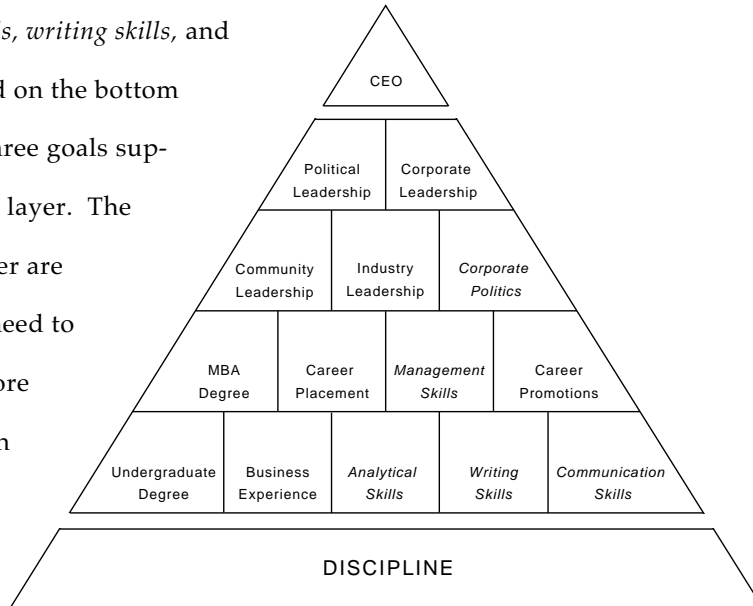 s, writing skills, and
d on the bottom
hree goals sup-
layer. The
er are
need to
ore
n
CEO
Political Corporate
Leadership Leadership
Community Industry Corporate
Leadership Leadership Politics
MBA Career Management Career
Degree Placement Skills Promotions
Undergraduate Business Analytical Writing Communication
Degree Experience Skills Skills Skills
DISCIPLINE